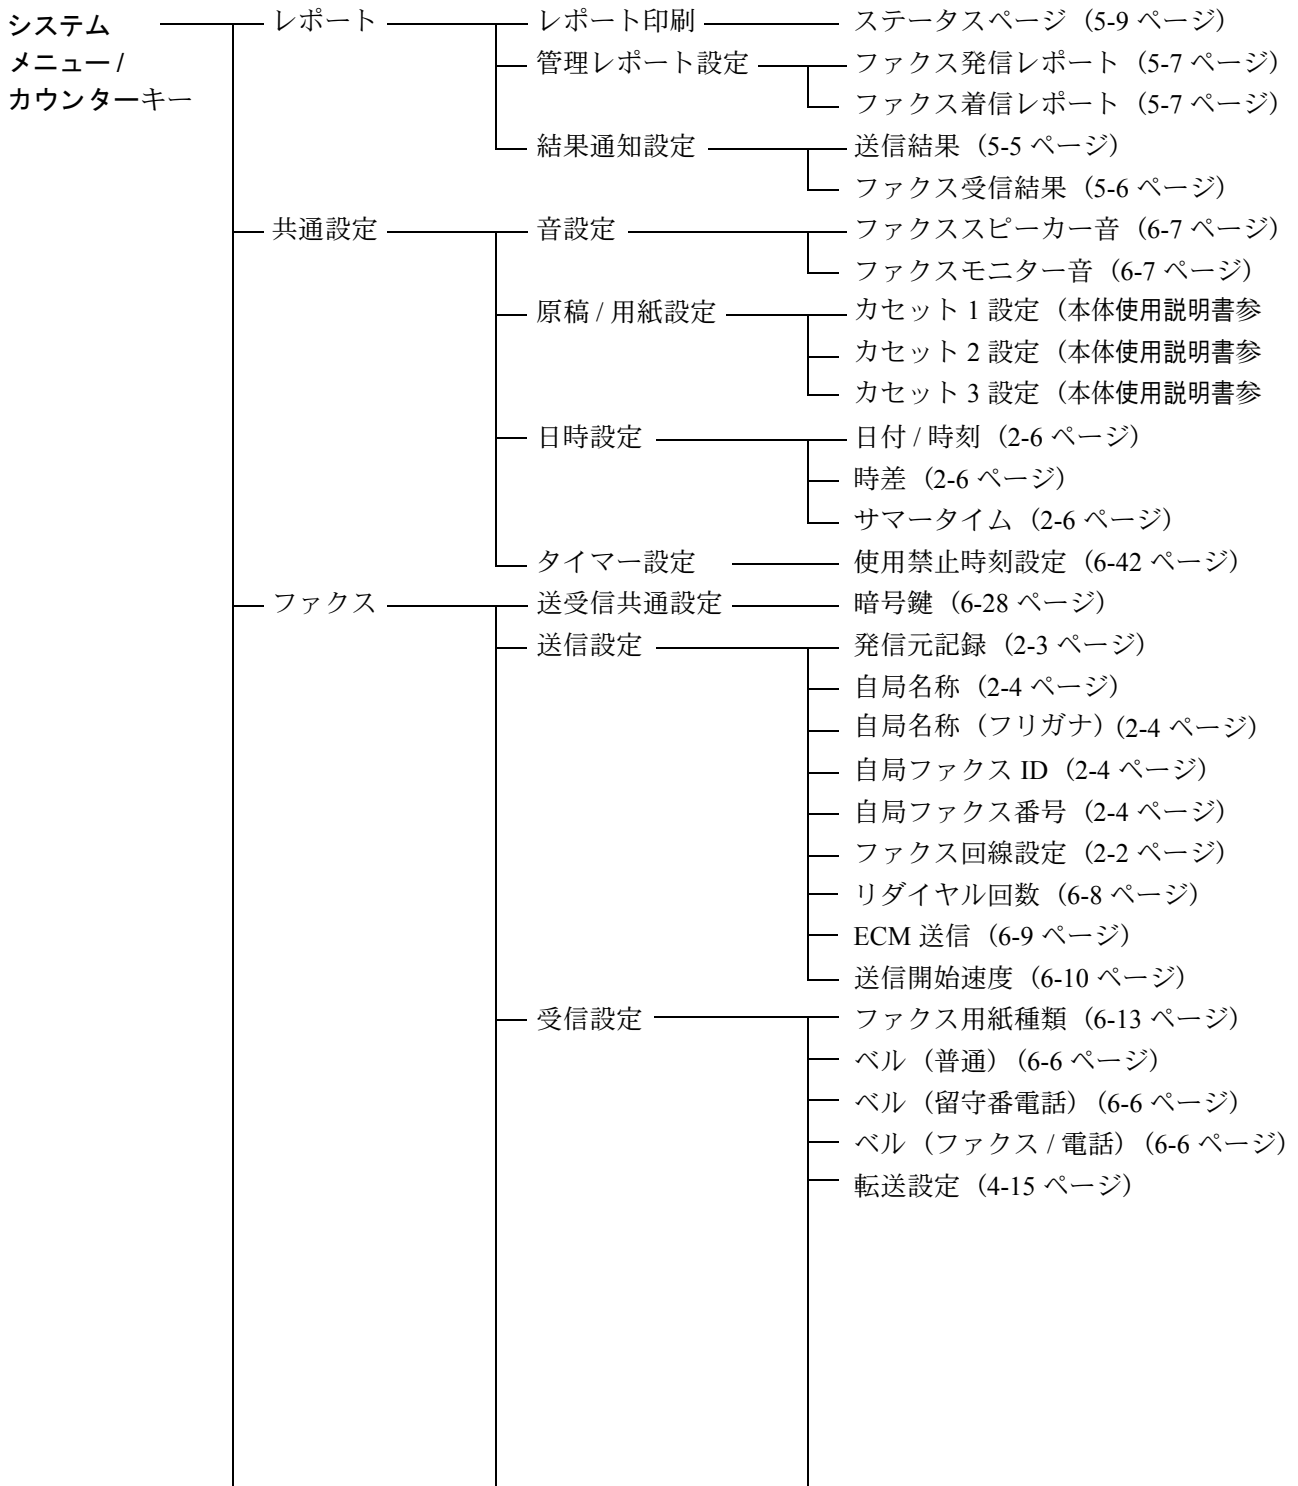 システム
メニュー /
カウンターキー
レポート
レポート印刷
ステータスページ（5-9 ページ）
管理レポート設定
ファクス発信レポート（5-7 ページ）
ファクス着信レポート（5-7 ページ）
結果通知設定
送信結果（5-5 ページ）
ファクス受信結果（5-6 ページ）
共通設定
音設定
ファクススピーカー音（6-7 ページ）
ファクスモニター音（6-7 ページ）
原稿 / 用紙設定
カセット 1 設定（本体使用説明書参
カセット 2 設定（本体使用説明書参
カセット 3 設定（本体使用説明書参
日時設定
日付 / 時刻（2-6 ページ）
時差（2-6 ページ）
サマータイム（2-6 ページ）
タイマー設定
使用禁止時刻設定（6-42 ページ）
ファクス
送受信共通設定
暗号鍵（6-28 ページ）
送信設定
発信元記録（2-3 ページ）
自局名称（2-4 ページ）
自局名称（フリガナ）（2-4 ページ）
自局ファクス ID（2-4 ページ）
自局ファクス番号（2-4 ページ）
ファクス回線設定（2-2 ページ）
リダイヤル回数（6-8 ページ）
ECM 送信（6-9 ページ）
送信開始速度（6-10 ページ）
受信設定
ファクス用紙種類（6-13 ページ）
ベル（普通）（6-6 ページ）
ベル（留守番電話）（6-6 ページ）
ベル（ファクス / 電話）（6-6 ページ）
転送設定（4-15 ページ）